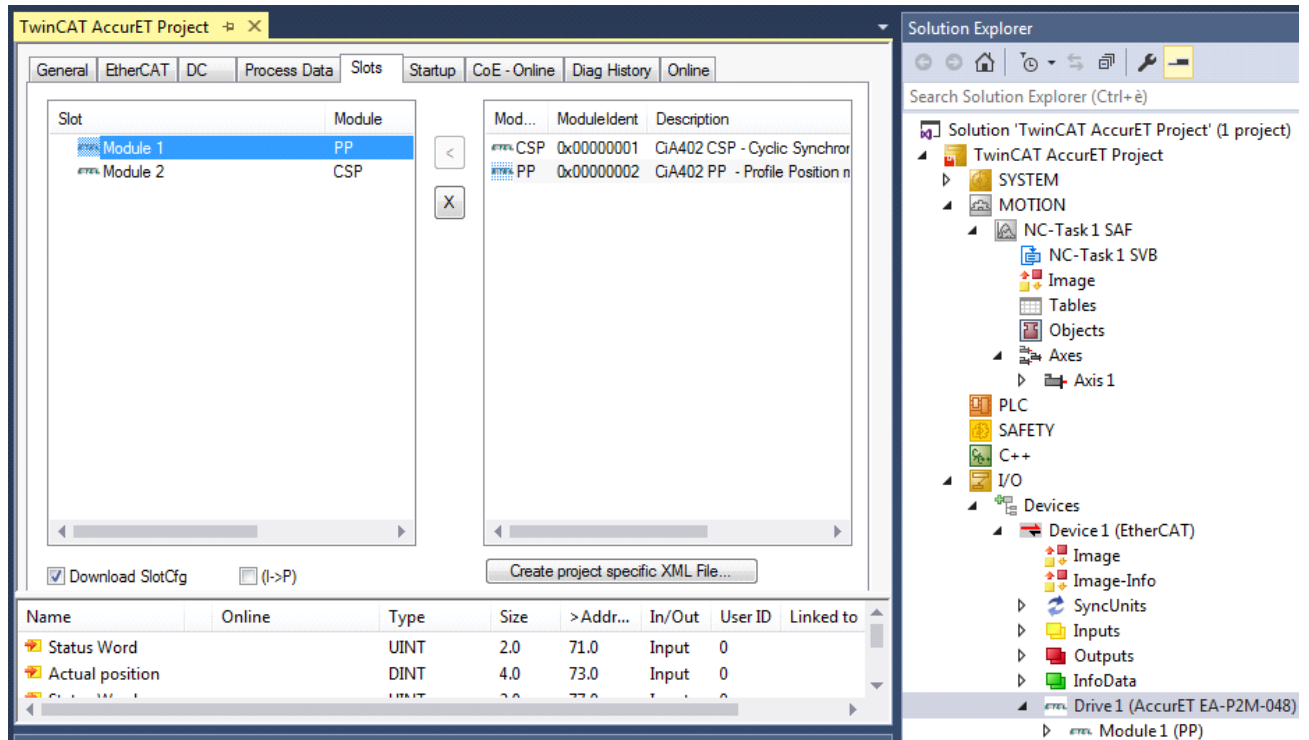 TwinCAT AccurET Project
General EtherCAT DC Process Data Slots Startup CoE - Online Diag History Online
Slot Module
Module 1 PP
Module 2 CSP
<
X
Mod... ModuleIdent Description
CSP 0x00000001 CiA402 CSP - Cyclic Synchror
PP 0x00000002 CiA402 PP - Profile Position m
Download SlotCfg (I->P)
Create project specific XML File...
Name Online Type Size >Addr... In/Out User ID Linked to
Status Word UINT 2.0 71.0 Input 0
Actual position DINT 4.0 73.0 Input 0
Solution Explorer
Search Solution Explorer (Ctrl+è)
Solution 'TwinCAT AccurET Project' (1 project)
TwinCAT AccurET Project
SYSTEM
MOTION
NC-Task 1 SAF
NC-Task 1 SVB
Image
Tables
Objects
Axes
Axis 1
PLC
SAFETY
C++
I/O
Devices
Device 1 (EtherCAT)
Image
Image-Info
SyncUnits
Inputs
Outputs
InfoData
ETEL Drive 1 (AccurET EA-P2M-048)
ETEL Module 1 (PP)